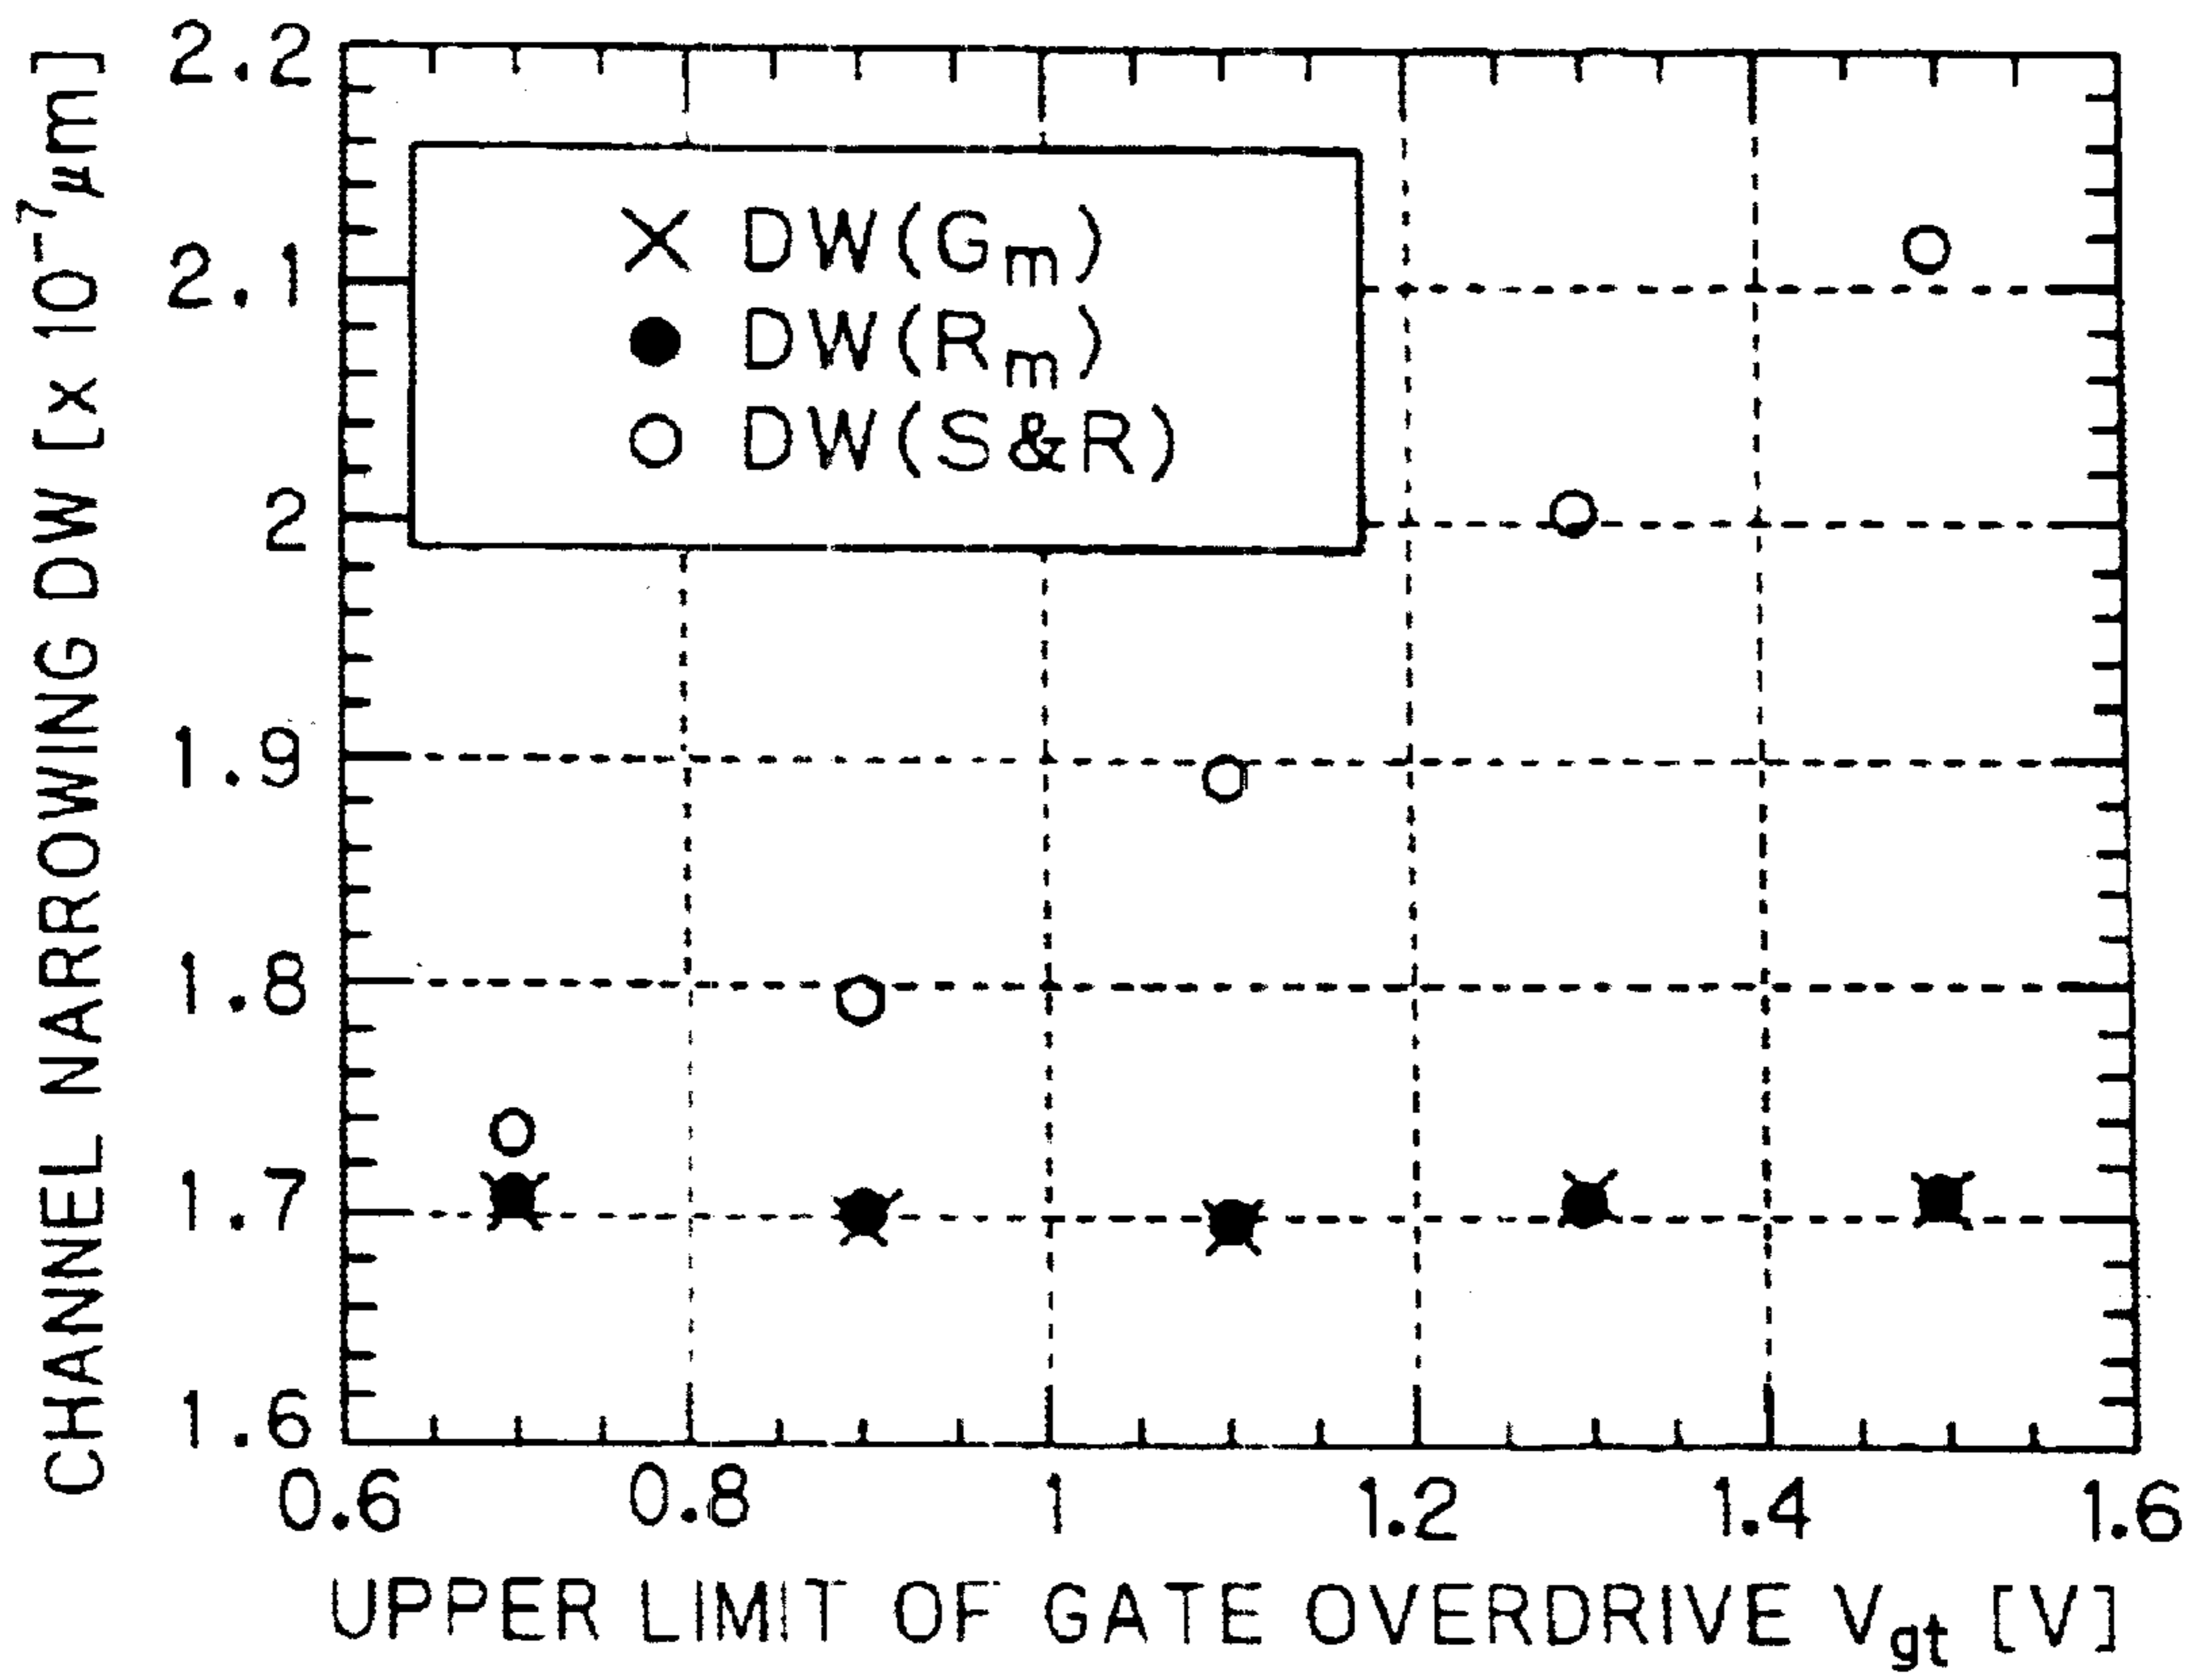 CHANNEL NARROWING DW [x 10⁻⁷μm]
2.2
2.1
2
1.9
1.8
1.7
1.6
DW(Gm)
DW(Rm)
DW(S&R)
0.6 0.8 1 1.2 1.4 1.6
UPPER LIMIT OF GATE OVERDRIVE Vgt [V]